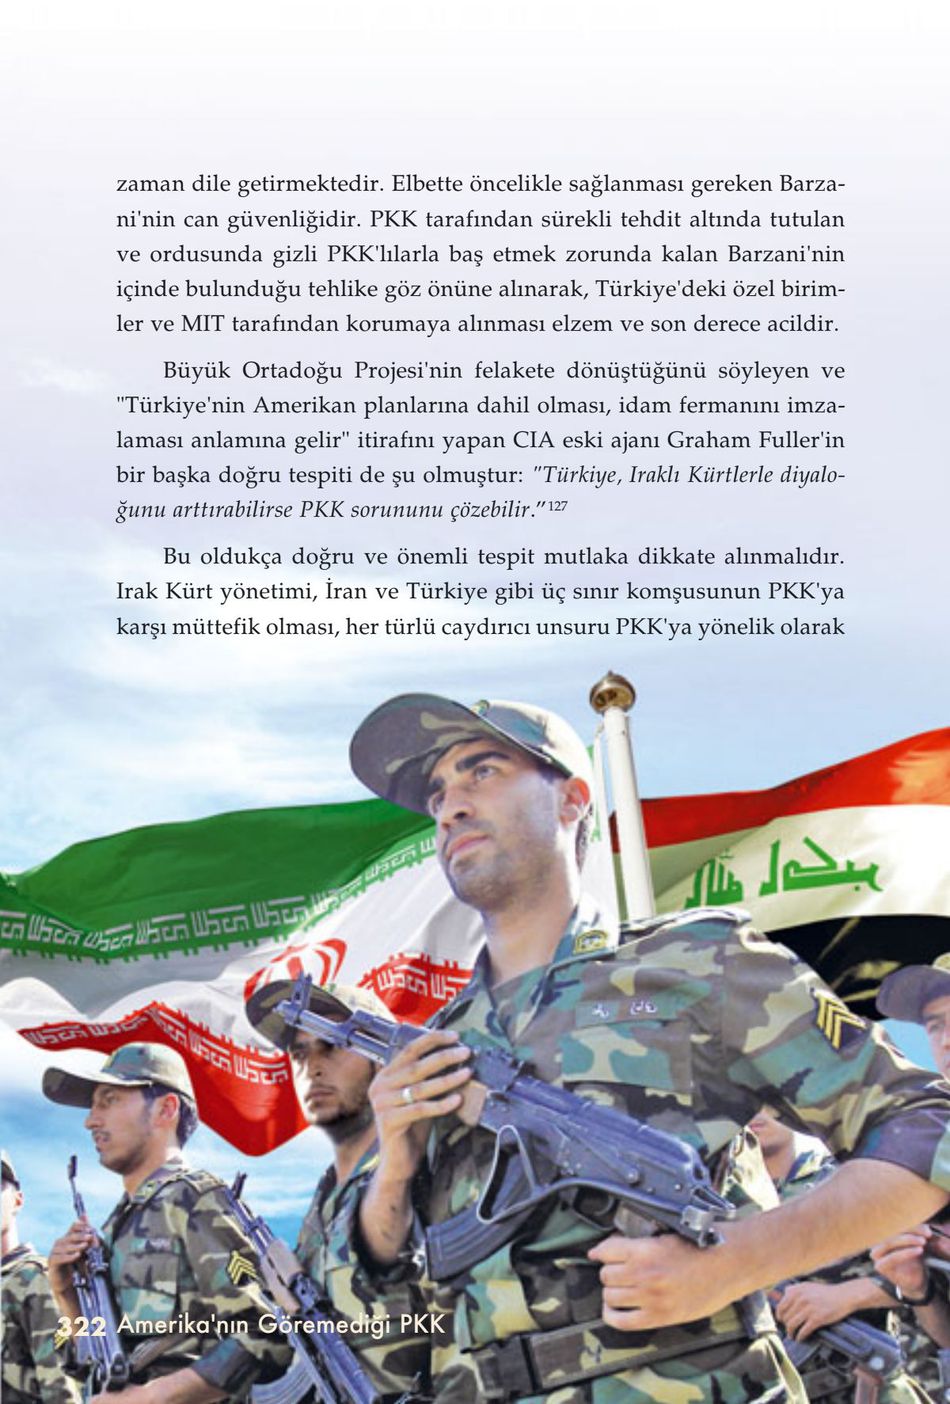 zaman dile getirmektedir. Elbette öncelikle sağlanması gereken Barza-
ni'nin can güvenliğidir. PKK tarafından sürekli tehdit altında tutulan
ve ordusunda gizli PKK'lılarla baş etmek zorunda kalan Barzani'nin
içinde bulunduğu tehlike göz önüne alınarak, Türkiye'deki özel birim-
ler ve MIT tarafından korumaya alınması elzem ve son derece acildir.
Büyük Ortadoğu Projesi'nin felakete dönüştüğünü söyleyen ve
"Türkiye'nin Amerikan planlarına dahil olması, idam fermanını imza-
laması anlamına gelir" itirafını yapan CIA eski ajanı Graham Fuller'in
bir başka doğru tespiti de şu olmuştur: "Türkiye, Iraklı Kürtlerle diyalo-
ğunu arttırabilirse PKK sorununu çözebilir." 127
Bu oldukça doğru ve önemli tespit mutlaka dikkate alınmalıdır.
Irak Kürt yönetimi, İran ve Türkiye gibi üç sınır komşusunun PKK'ya
karşı müttefik olması, her türlü caydırıcı unsuru PKK'ya yönelik olarak
322 Amerika'nın Göremediği PKK